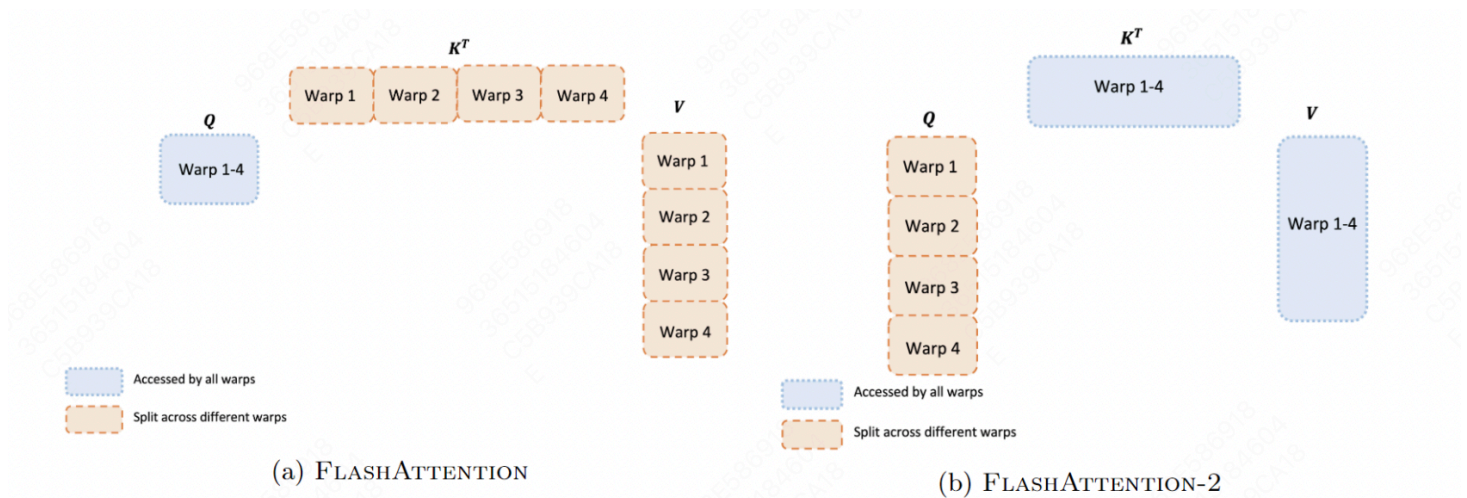 K^T
Warp 1 Warp 2 Warp 3 Warp 4
Q
Warp 1-4
V
Warp 1
Warp 2
Warp 3
Warp 4
Accessed by all warps
Split across different warps
(a) FLASHATTENTION
K^T
Warp 1-4
Q
Warp 1
Warp 2
Warp 3
Warp 4
V
Warp 1-4
Accessed by all warps
Split across different warps
(b) FLASHATTENTION-2